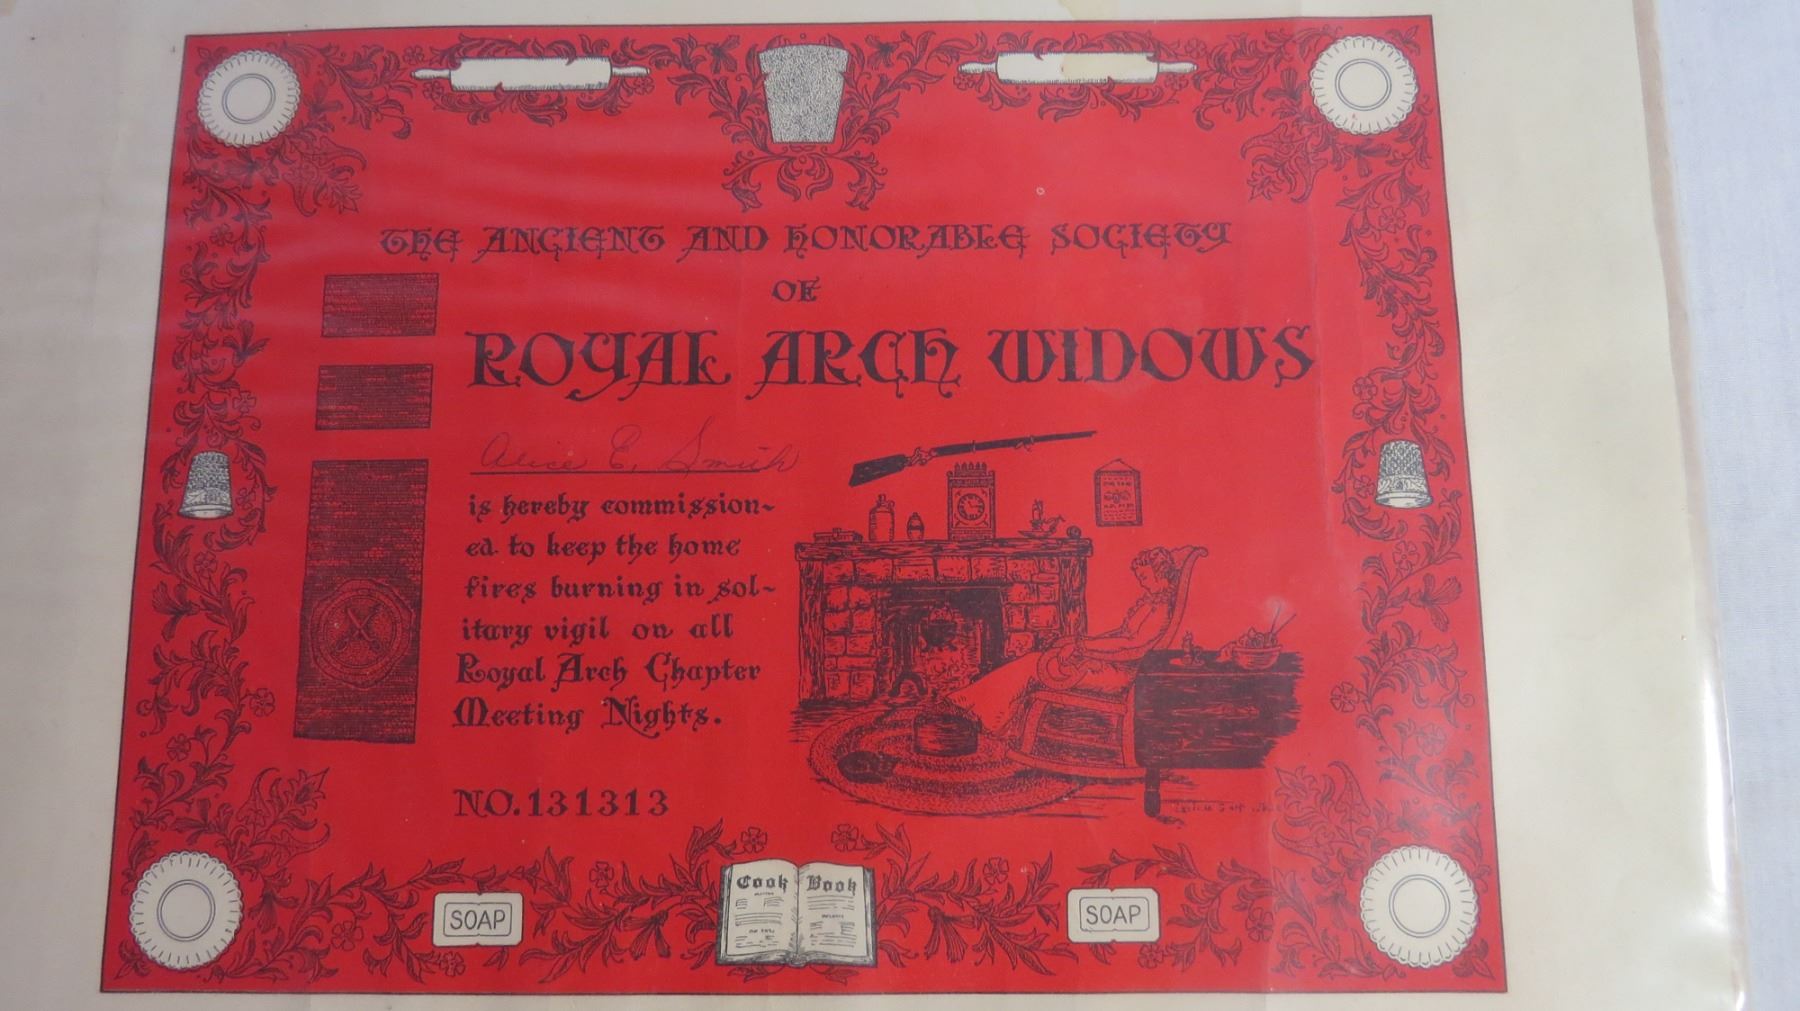 THE ANCIENT AND HONORABLE SOCIETY
OF
ROYAL ARCH WIDOWS
Alice E. Smith
is hereby commission-
ed to keep the home
fires burning in sol-
itary vigil on all
Royal Arch Chapter
Meeting Nights.
NO. 131313
Cook Book
SOAP
SOAP